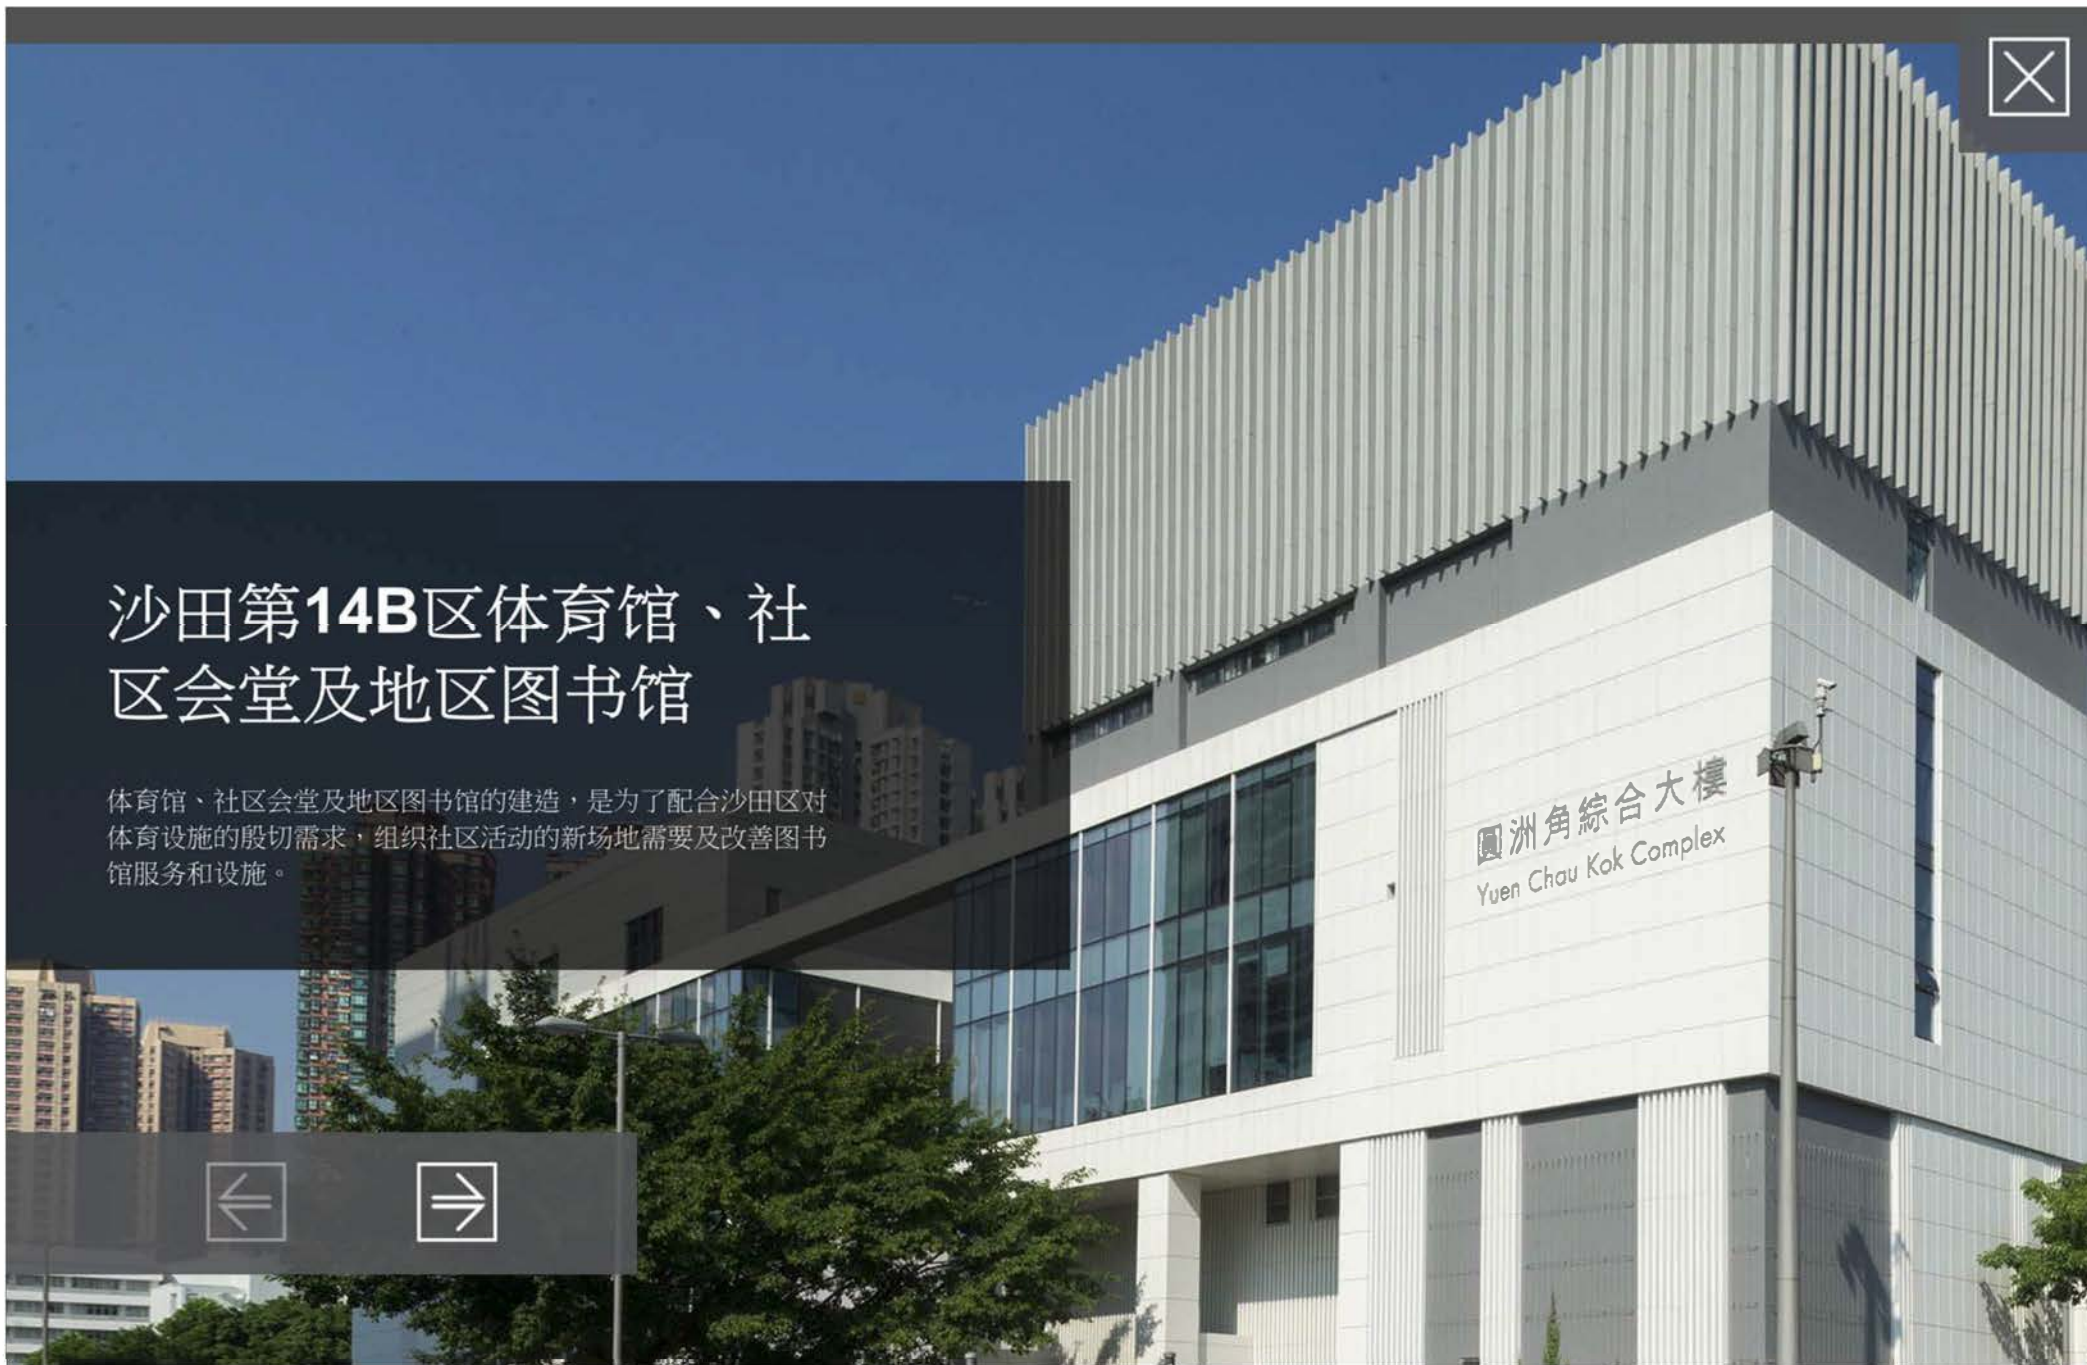 沙田第14B区体育馆、社
区会堂及地区图书馆
体育馆、社区会堂及地区图书馆的建造，是为了配合沙田区对
体育设施的殷切需求，组织社区活动的新场地需要及改善图书
馆服务和设施。
圓洲角綜合大樓
Yuen Chau Kok Complex